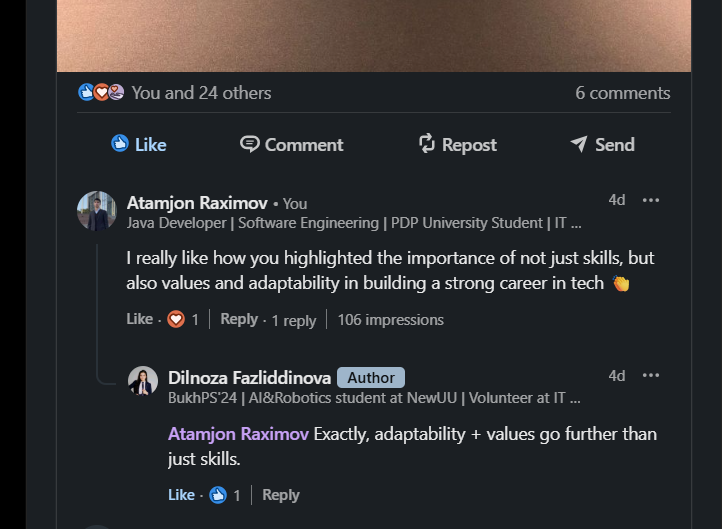 You and 24 others 6 comments
Like Comment Repost Send
Atamjon Raximov • You 4d
Java Developer | Software Engineering | PDP University Student | IT ...
I really like how you highlighted the importance of not just skills, but
also values and adaptability in building a strong career in tech 👏
Like · 1 | Reply · 1 reply | 106 impressions
Dilnoza Fazliddinova Author 4d
BukhPS'24 | AI&Robotics student at NewUU | Volunteer at IT ...
Atamjon Raximov Exactly, adaptability + values go further than
just skills.
Like · 1 | Reply